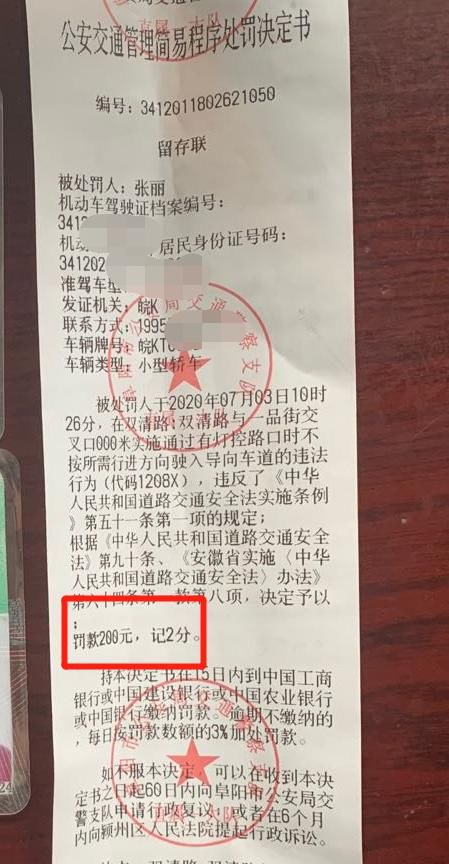 直属 大队
公安交通管理简易程序处罚决定书
编号: 3412011802621050
留存联
被处罚人: 张丽
机动车驾驶证档案编号:
341
机动 居民身份证号码:
341202
准驾车型
发证机关: 皖K
联系方式: 1995
车辆牌号: 皖KT
车辆类型: 小型轿车
被处罚人于2020年07月03日10时
26分, 在双清路:双清路与一品街交
叉口000米实施通过有灯控路口时不
按所需行进方向驶入导向车道的违法
行为(代码1208X), 违反了《中华
人民共和国道路交通安全法实施条例
》第五十一条第一项的规定;
根据《中华人民共和国道路交通安全
法》第九十条、《安徽省实施〈中华
人民共和国道路交通安全法〉办法》
第六十四条第一款第八项, 决定予以
:
罚款200元, 记2分。
持本决定书在15日内到中国工商
银行或中国建设银行或中国农业银行
或中国银行缴纳罚款。逾期不缴纳的
, 每日按罚款数额的3%加处罚款。
如不服本决定, 可以在收到本决
定书之日起60日内向阜阳市公安局交
警支队申请行政复议; 或者在6个月
内向颍州区人民法院提起行政诉讼。
24